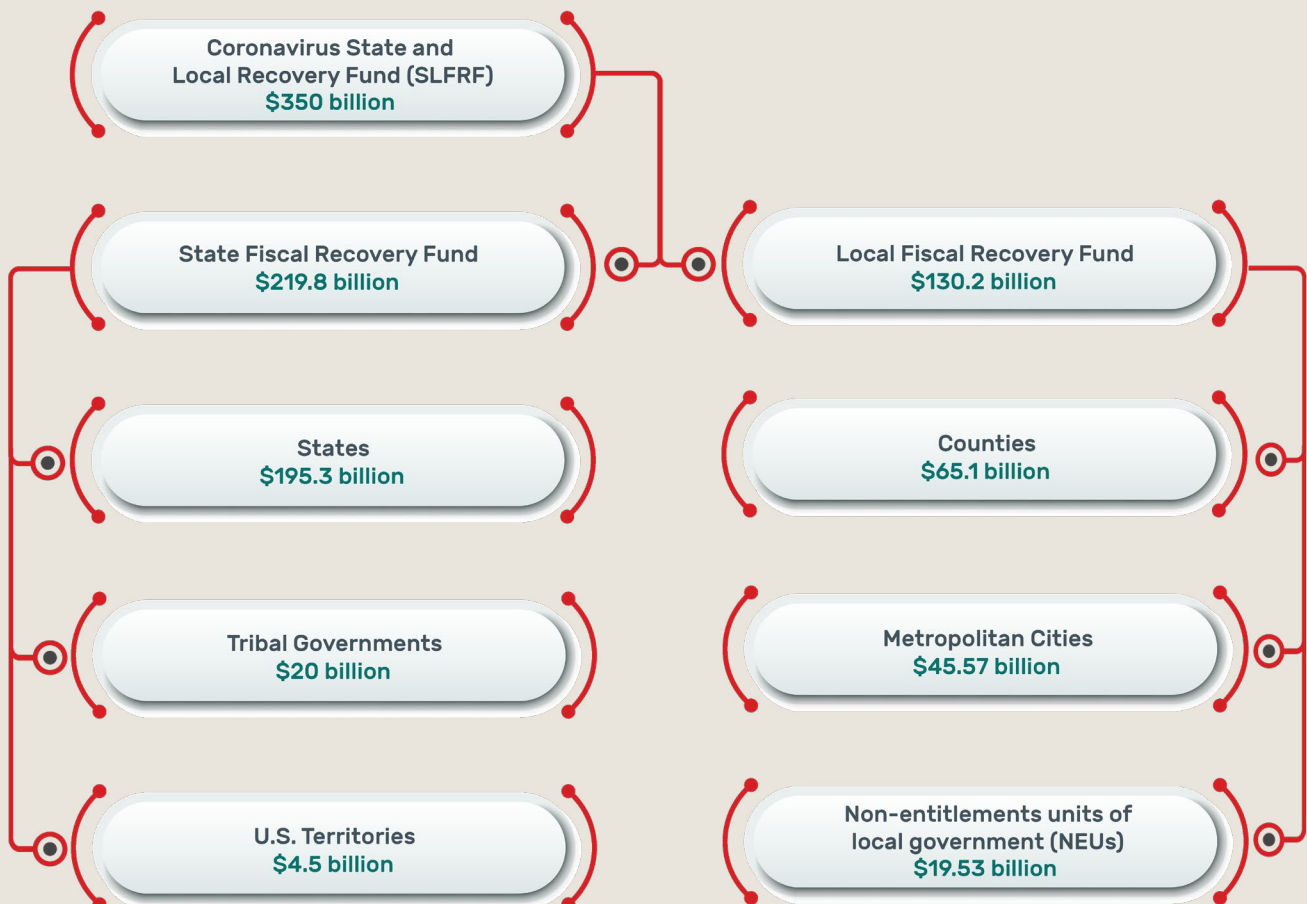 Coronavirus State and
Local Recovery Fund (SLFRF)
$350 billion
State Fiscal Recovery Fund
$219.8 billion
Local Fiscal Recovery Fund
$130.2 billion
States
$195.3 billion
Counties
$65.1 billion
Tribal Governments
$20 billion
Metropolitan Cities
$45.57 billion
U.S. Territories
$4.5 billion
Non-entitlements units of
local government (NEUs)
$19.53 billion